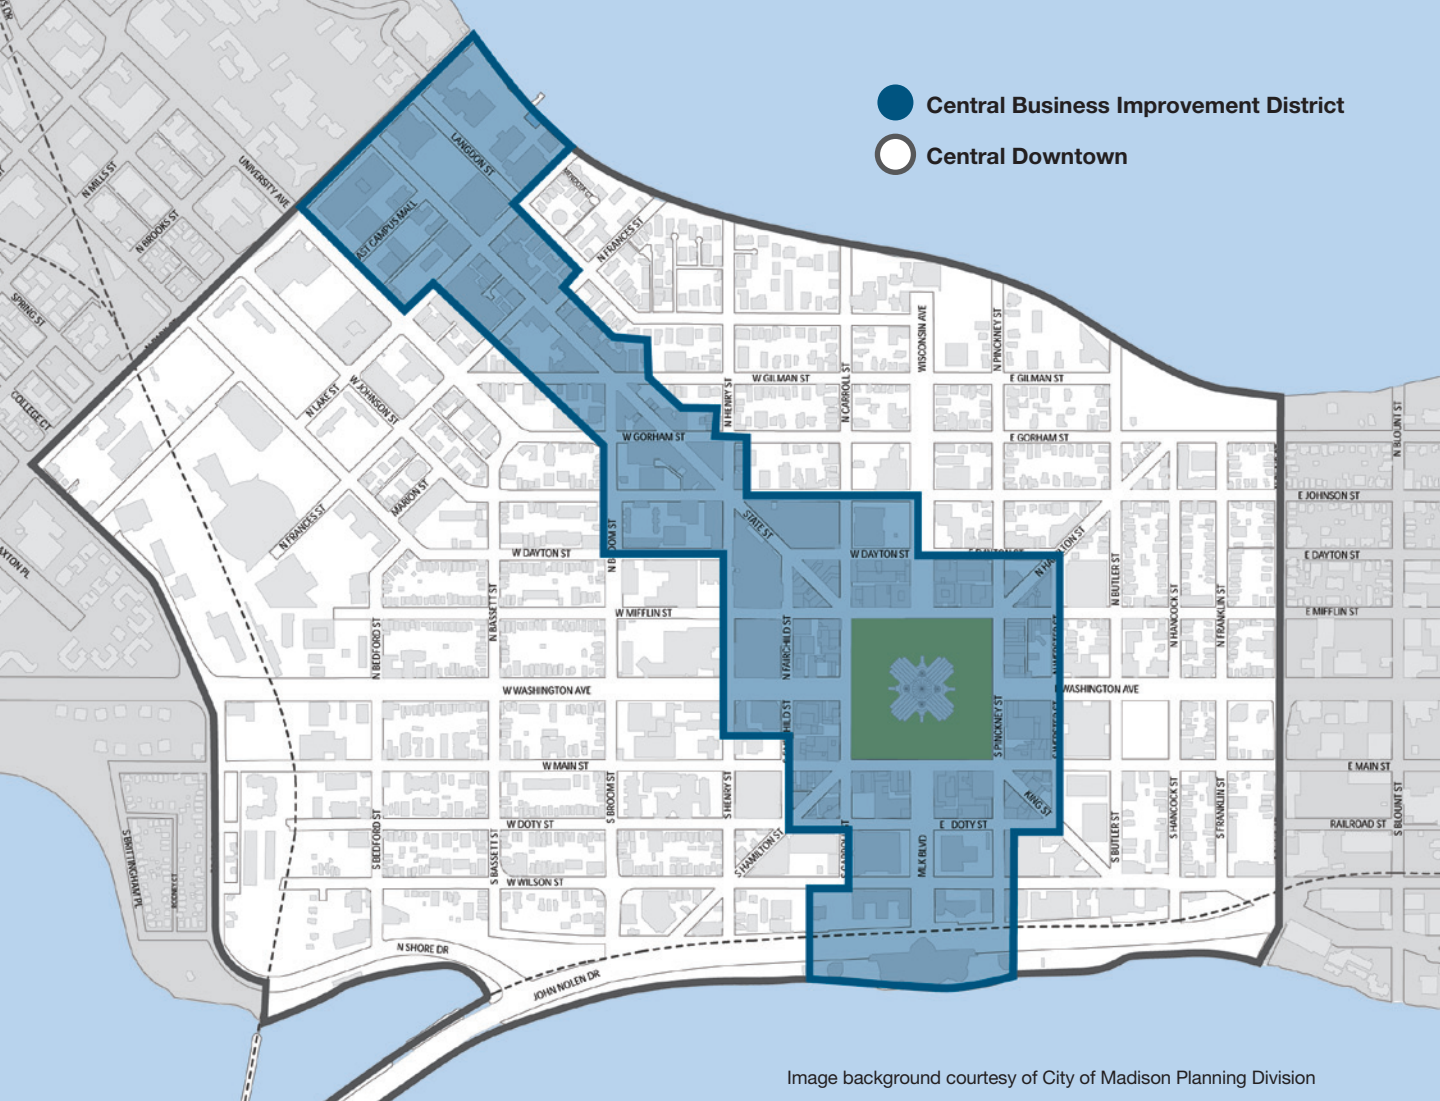 Central Business Improvement District
Central Downtown
LANGDON ST
UNIVERSITY AVE
N MILLS ST
N BROOKS ST
AST CAMPUS MALL
N FRANCES ST
SPRING ST
COLLEGE CT
N LAKE ST
W JOHNSON ST
MARION ST
N FRANCES ST
WISCONSIN AVE
N PINCKNEY ST
W GILMAN ST
E GILMAN ST
N HENRY ST
N CARROLL ST
W GORHAM ST
E GORHAM ST
N BLOUNT ST
E JOHNSON ST
STATE ST
W DAYTON ST
W DAYTON ST
E DAYTON ST
N BUTLER ST
W MIFFLIN ST
E MIFFLIN ST
N BASSETT ST
N BEDFORD ST
N FAIRCHILD ST
N HANCOCK ST
N FRANKLIN ST
W WASHINGTON AVE
WASHINGTON AVE
S PINCKNEY ST
W MAIN ST
E MAIN ST
KING ST
S BROOM ST
S HENRY ST
S HANCOCK ST
S FRANKLIN ST
S BLOUNT ST
W DOTY ST
E DOTY ST
RAILROAD ST
S BEDFORD ST
S BASSETT ST
S HAMILTON ST
MLK BLVD
S BUTLER ST
S BRITTINGHAM PL
W WILSON ST
N SHORE DR
JOHN NOLEN DR
Image background courtesy of City of Madison Planning Division